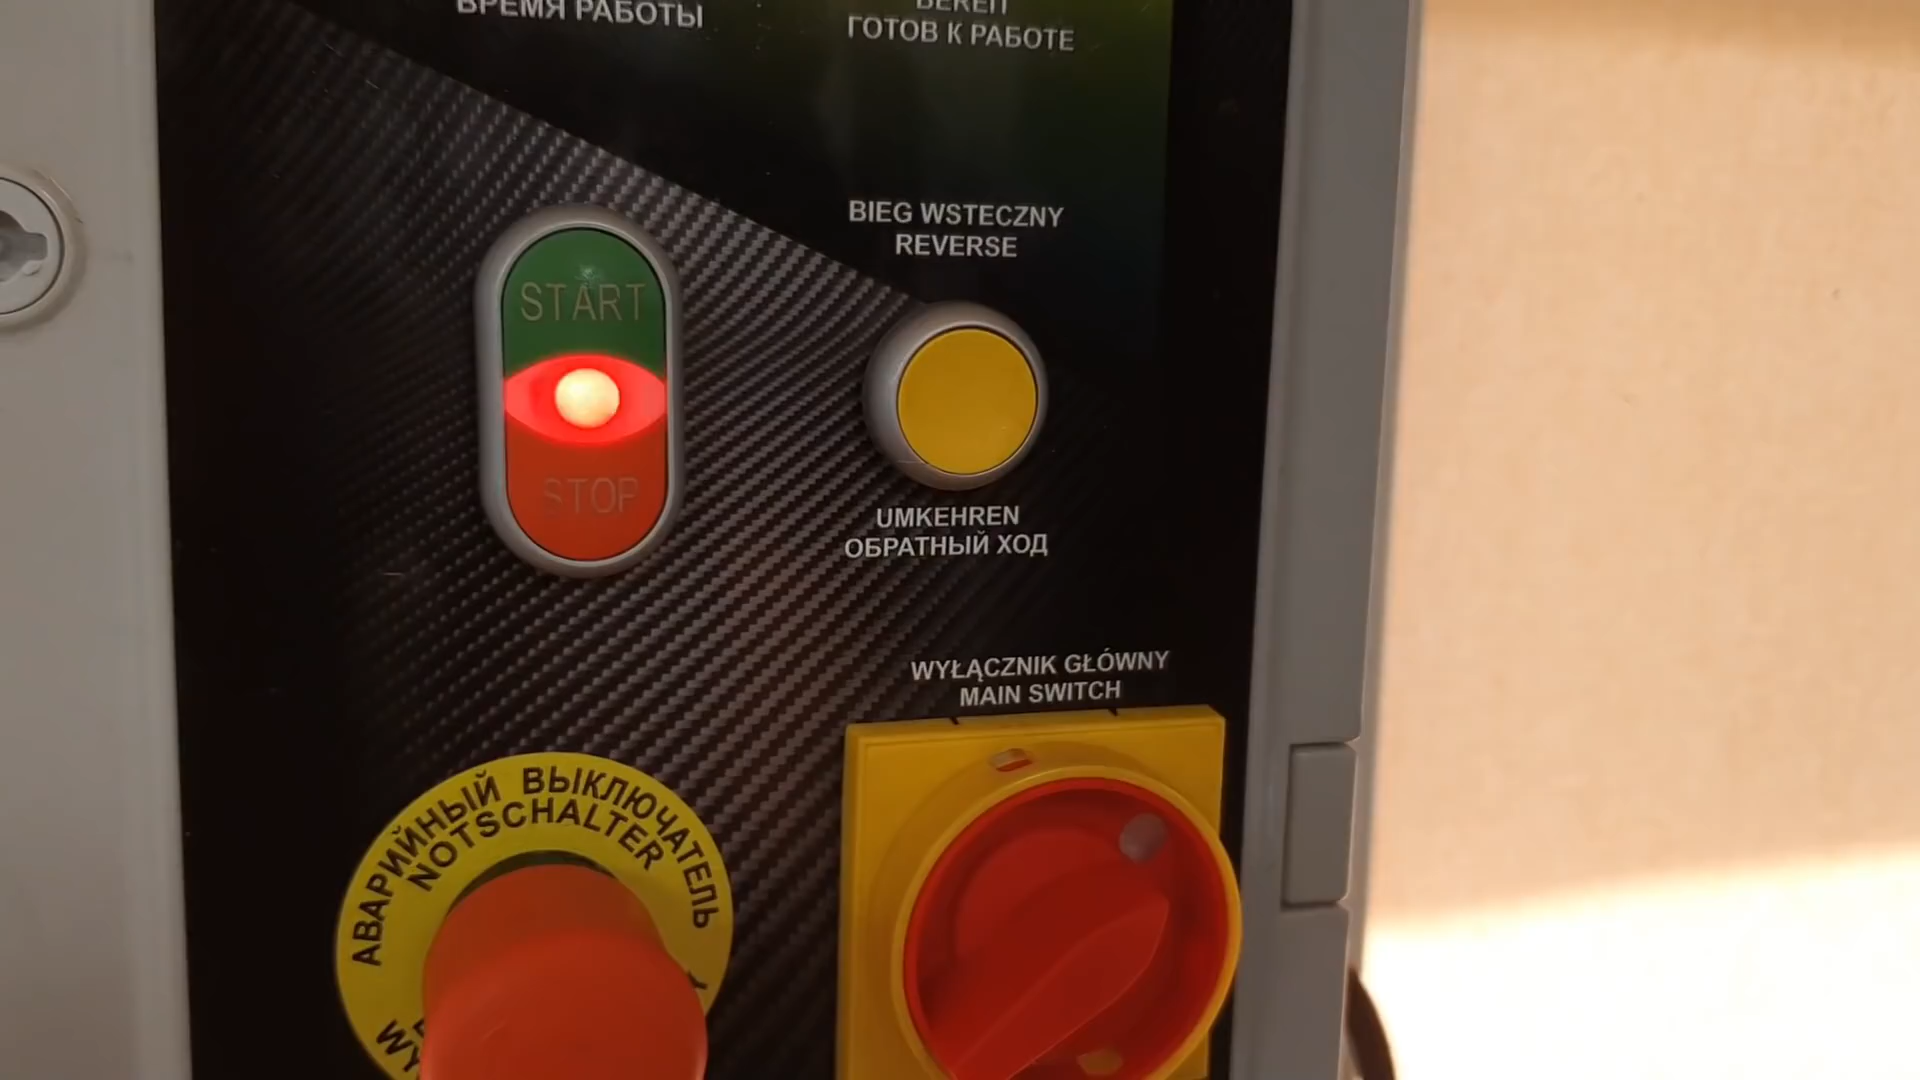 ВРЕМЯ РАБОТЫ
BEREIT
ГОТОВ К РАБОТЕ
BIEG WSTECZNY
REVERSE
START
STOP
UMKEHREN
ОБРАТНЫЙ ХОД
WYŁĄCZNIK GŁÓWNY
MAIN SWITCH
АВАРИЙНЫЙ ВЫКЛЮЧАТЕЛЬ
NOTSCHALTER